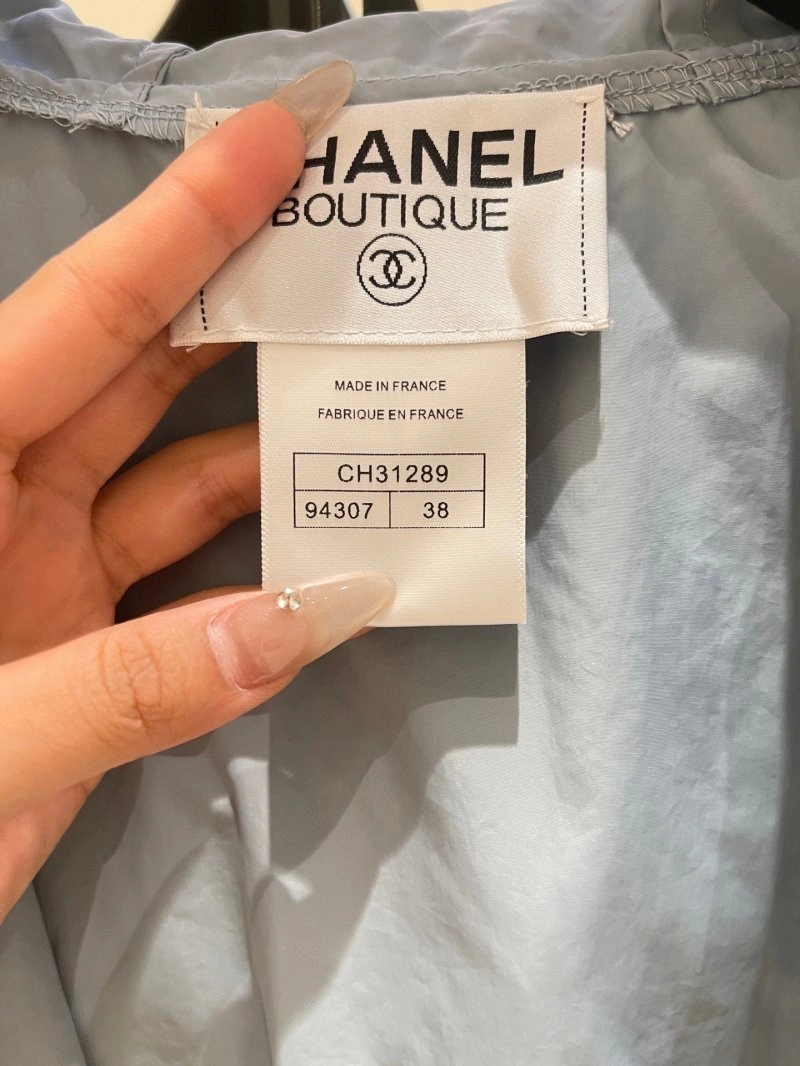 HANEL
BOUTIQUE
MADE IN FRANCE
FABRIQUE EN FRANCE
CH31289
94307 38